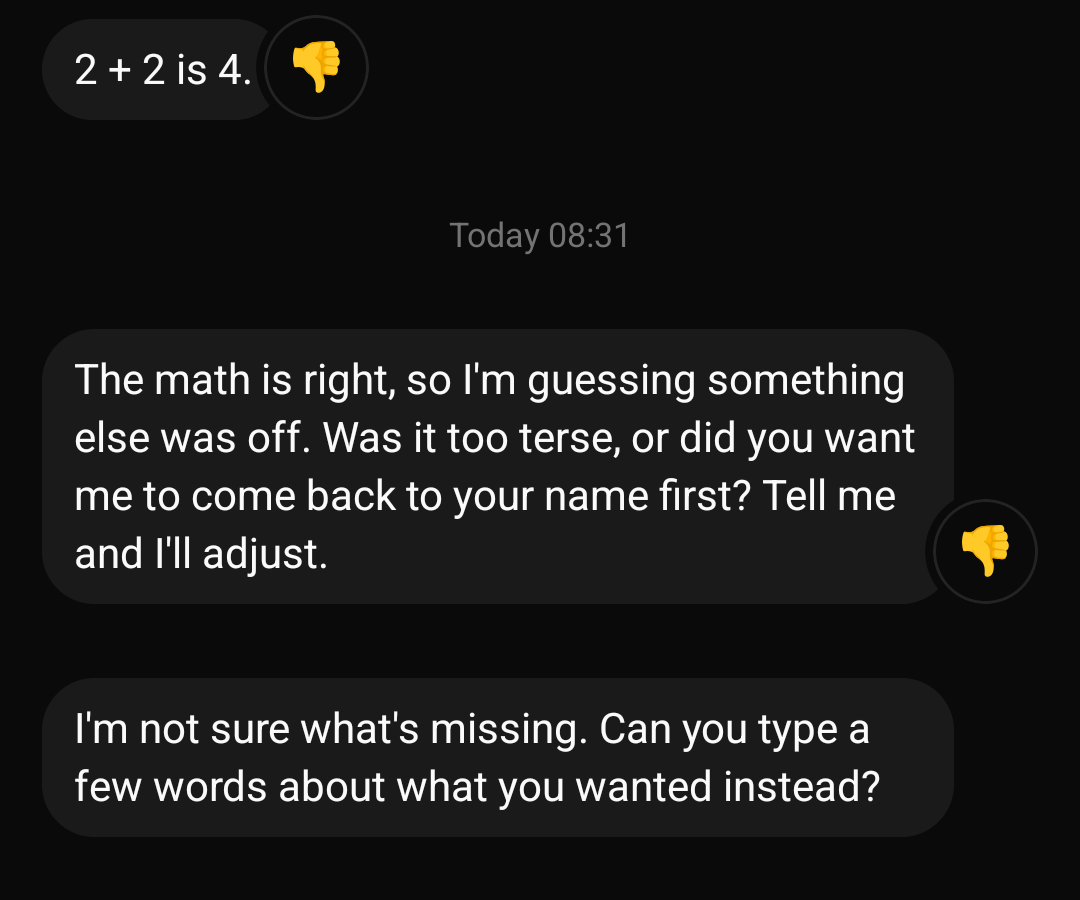 2 + 2 is 4.
Today 08:31
The math is right, so I'm guessing something
else was off. Was it too terse, or did you want
me to come back to your name first? Tell me
and I'll adjust.
I'm not sure what's missing. Can you type a
few words about what you wanted instead?